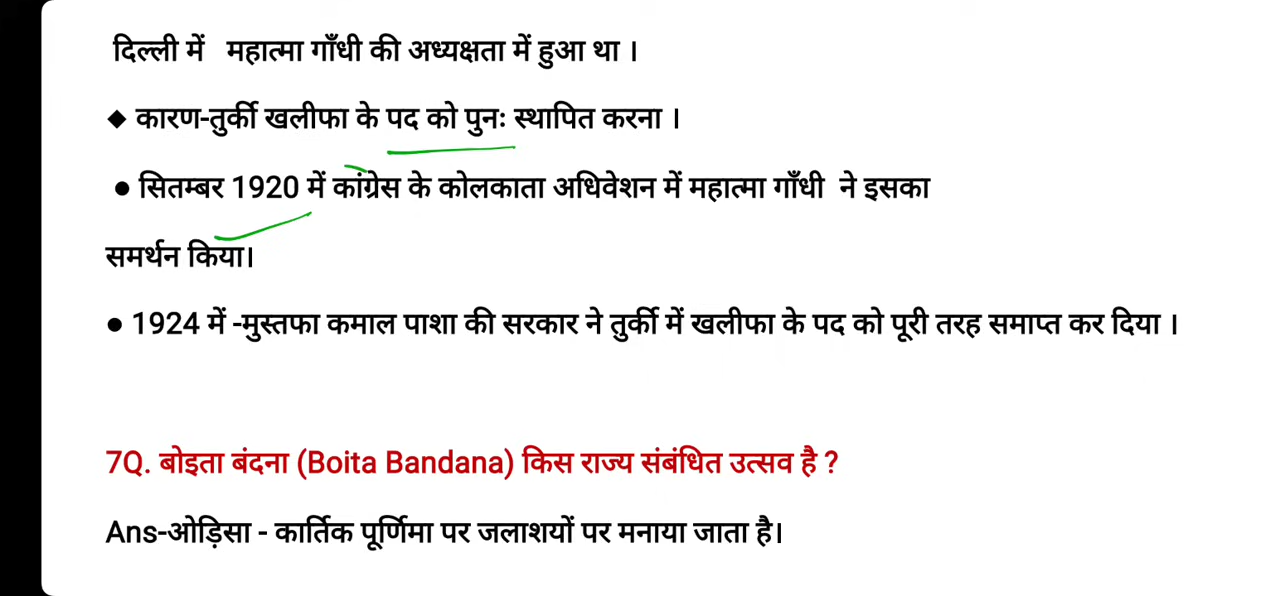 दिल्ली में महात्मा गाँधी की अध्यक्षता में हुआ था ।
◆ कारण-तुर्की खलीफा के पद को पुनः स्थापित करना ।
● सितम्बर 1920 में कांग्रेस के कोलकाता अधिवेशन में महात्मा गाँधी ने इसका
समर्थन किया।
● 1924 में -मुस्तफा कमाल पाशा की सरकार ने तुर्की में खलीफा के पद को पूरी तरह समाप्त कर दिया ।
7Q. बोइता बंदना (Boita Bandana) किस राज्य संबंधित उत्सव है ?
Ans-ओड़िसा - कार्तिक पूर्णिमा पर जलाशयों पर मनाया जाता है।